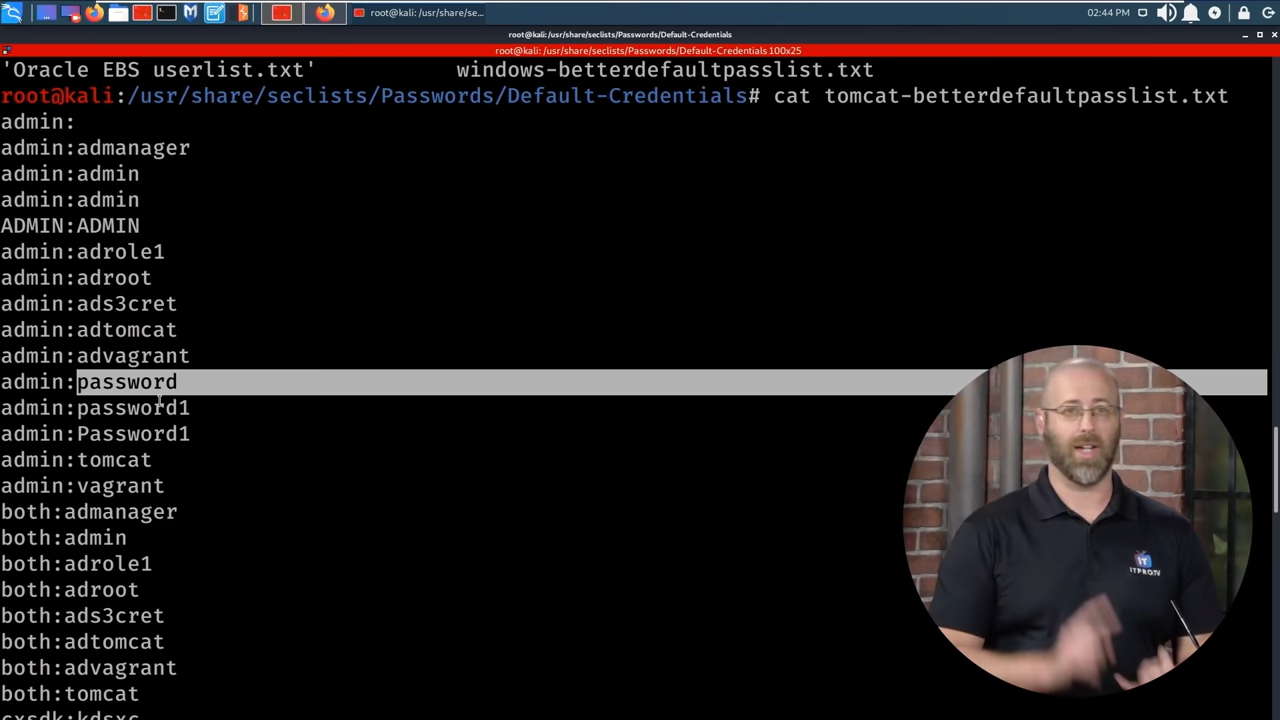 root@kali: /usr/share/se...
02:44 PM
root@kali: /usr/share/seclists/Passwords/Default-Credentials
root@kali: /usr/share/seclists/Passwords/Default-Credentials 100x25
'Oracle EBS userlist.txt' windows-betterdefaultpasslist.txt
root@kali:/usr/share/seclists/Passwords/Default-Credentials# cat tomcat-betterdefaultpasslist.txt
admin:
admin:admanager
admin:admin
admin:admin
ADMIN:ADMIN
admin:adrole1
admin:adroot
admin:ads3cret
admin:adtomcat
admin:advagrant
admin:password
admin:password1
admin:Password1
admin:tomcat
admin:vagrant
both:admanager
both:admin
both:adrole1
both:adroot
both:ads3cret
both:adtomcat
both:advagrant
both:tomcat
cxsdk:kdsxc
IT
ITPRO.TV